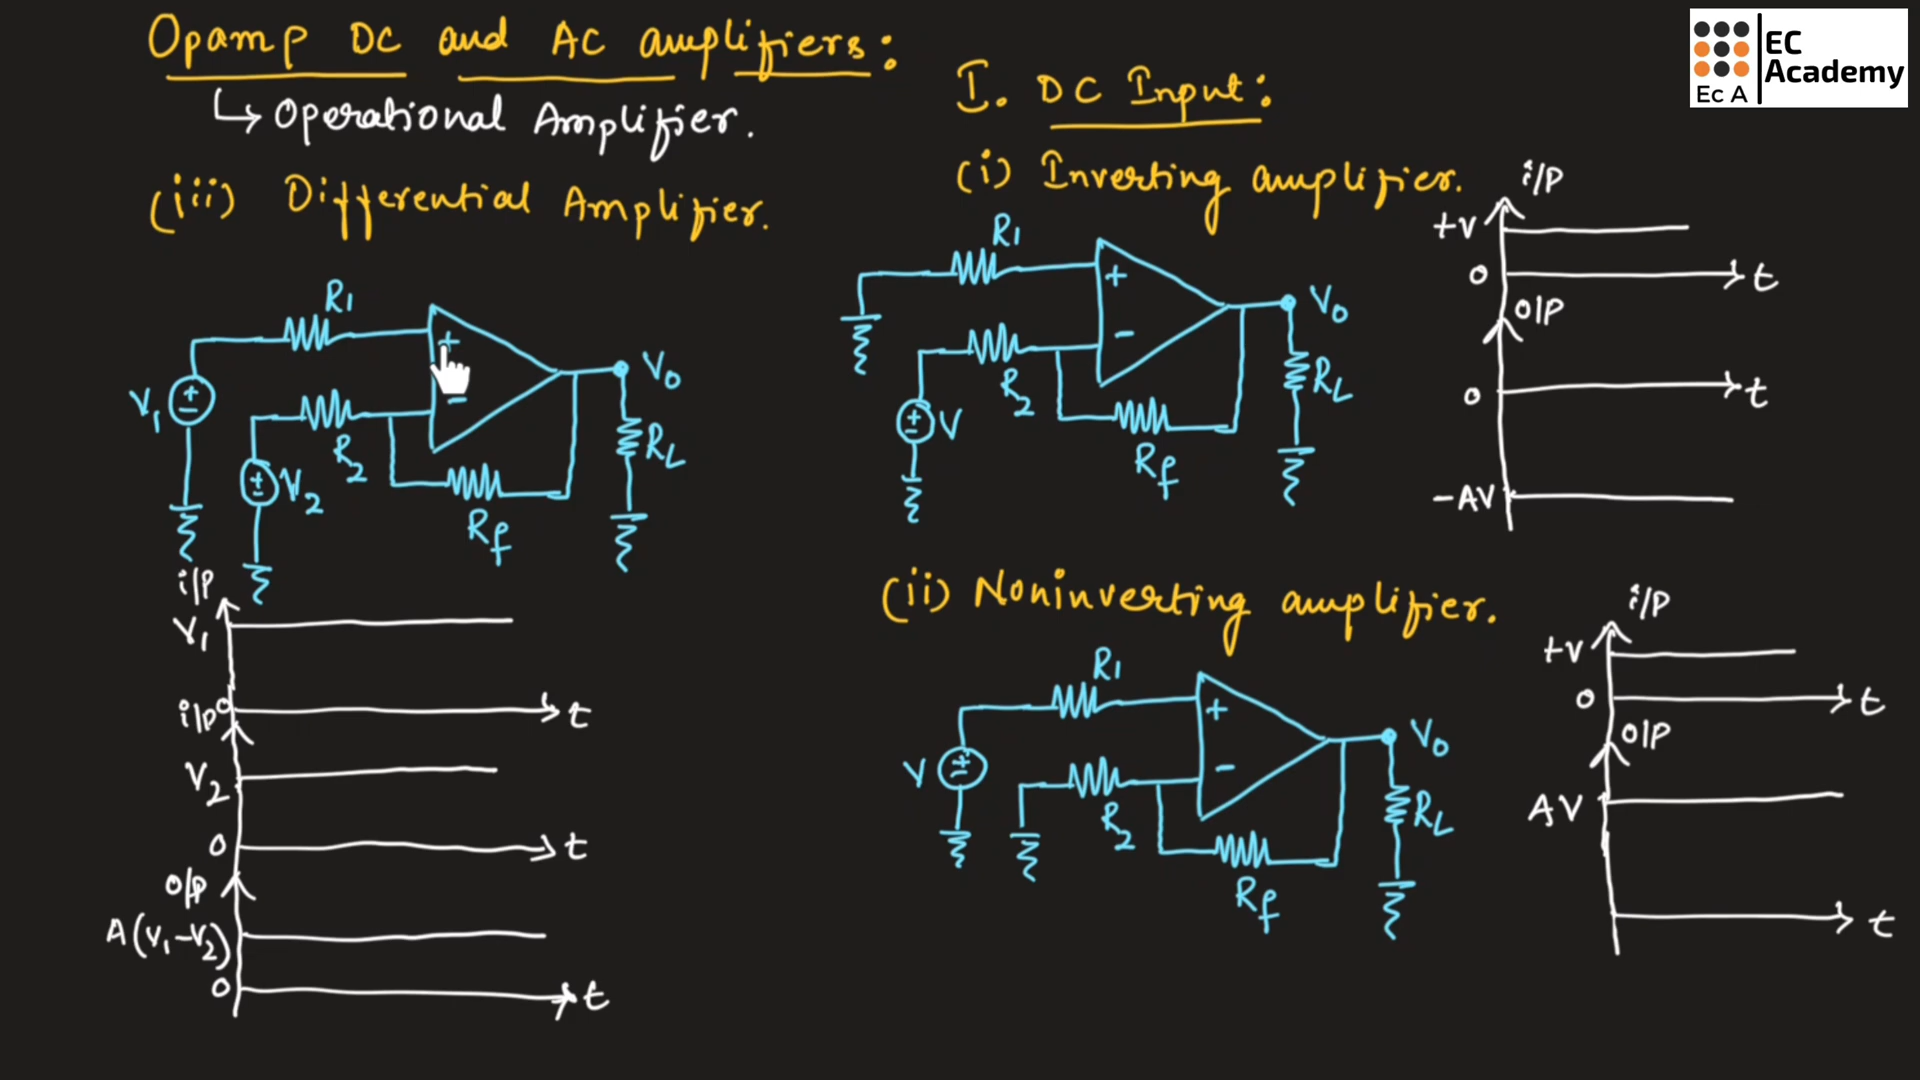 Opamp DC and AC amplifiers:
↳ Operational Amplifier.
(iii) Differential Amplifier.
R1
+
-
V1
+
-
R2
V2
+
-
Rf
Vo
RL
i/P
V1
i/P 0
t
V2
0
t
O/P
A(V1-V2)
0
t
EC
Academy
Ec A
I. DC Input:
(i) Inverting amplifier.
R1
+
-
Vo
R2
RL
V
+
-
Rf
i/P
+V
0
t
O/P
0
t
-AV
(ii) Noninverting amplifier.
R1
+
-
Vo
V
+
-
R2
RL
Rf
i/P
+V
0
t
O/P
AV
t